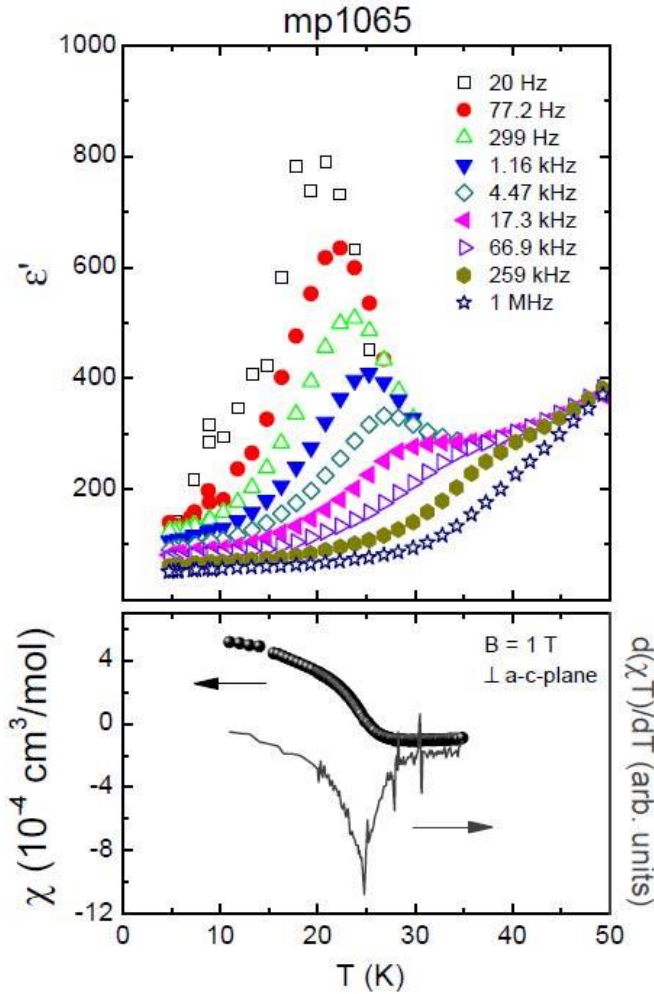 mp1065
1000
800
600
400
200
ε'
20 Hz
77.2 Hz
299 Hz
1.16 kHz
4.47 kHz
17.3 kHz
66.9 kHz
259 kHz
1 MHz
4
0
-4
-8
-12
χ (10⁻⁴ cm³/mol)
B = 1 T
⊥ a-c-plane
d(χT)/dT (arb. units)
0 10 20 30 40 50
T (K)